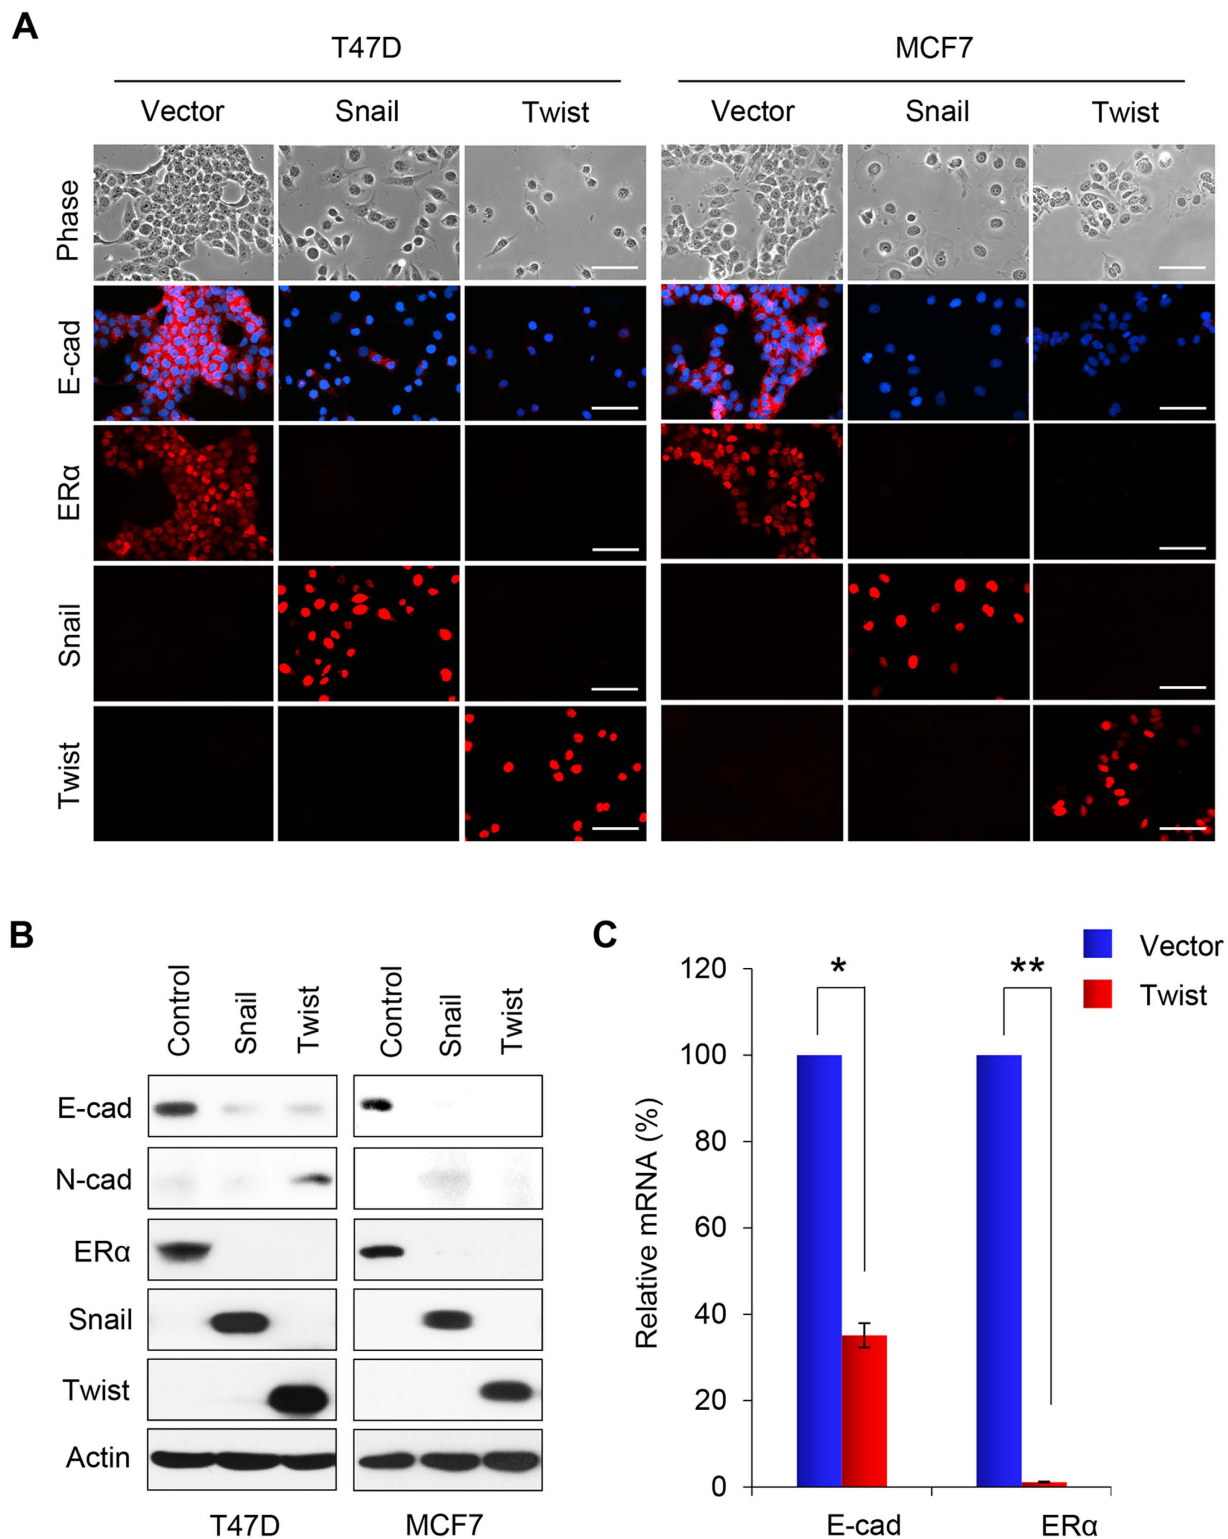 A
T47D MCF7
Vector Snail Twist Vector Snail Twist
Phase
E-cad
ERα
Snail
Twist
B
Control Snail Twist Control Snail Twist
E-cad
N-cad
ERα
Snail
Twist
Actin
T47D MCF7
C
Vector
Twist
* **
Relative mRNA (%)
120
100
80
60
40
20
0
E-cad ERα